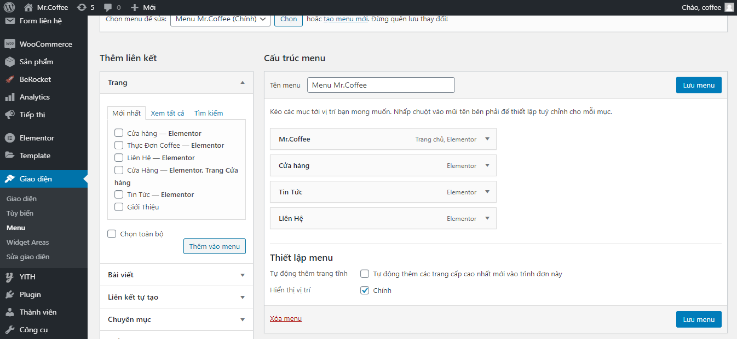 Mr.Coffee
5
0
Mới
Chào, coffee
Form liên hệ
WooCommerce
Sản phẩm
BeRocket
Analytics
Tiếp thị
Elementor
Template
Giao diện
Giao diện
Tùy biến
Menu
Widget Areas
Sửa giao diện
YITH
Plugin
Thành viên
Công cụ
Chọn menu để sửa: Menu Mr.Coffee (Chính) Chọn hoặc tạo menu mới. Đừng quên lưu thay đổi.
Thêm liên kết
Trang
Mới nhất Xem tất cả Tìm kiếm
Cửa hàng — Elementor
Thực Đơn Coffee — Elementor
Liên Hệ — Elementor
Cửa Hàng — Elementor, Trang Cửa
hàng
Tin Tức — Elementor
Giới Thiệu
Chọn toàn bộ
Thêm vào menu
Bài viết
Liên kết tự tạo
Chuyên mục
Cấu trúc menu
Tên menu Menu Mr.Coffee Lưu menu
Kéo các mục tới vị trí bạn mong muốn. Nhấp chuột vào mũi tên bên phải để thiết lập tuỳ chỉnh cho mỗi mục.
Mr.Coffee Trang chủ, Elementor
Cửa hàng Elementor
Tin Tức Elementor
Liên Hệ Elementor
Thiết lập menu
Tự động thêm trang tĩnh Tự động thêm các trang cấp cao nhất mới vào trình đơn này
Hiển thị vị trí Chính
Xóa menu Lưu menu